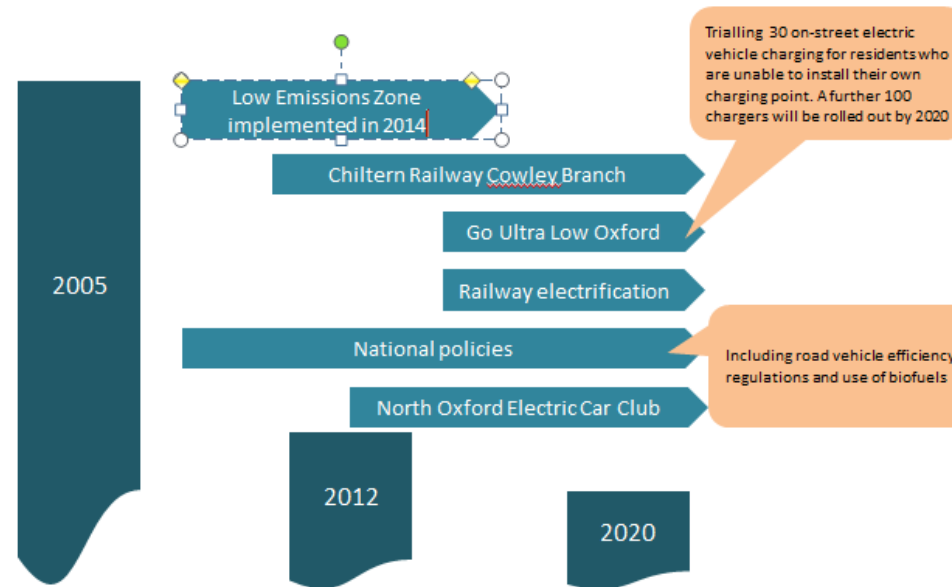 Trialling 30 on-street electric
vehicle charging for residents who
are unable to install their own
charging point. A further 100
chargers will be rolled out by 2020
Low Emissions Zone
implemented in 2014
Chiltern Railway Cowley Branch
Go Ultra Low Oxford
2005
Railway electrification
National policies
Including road vehicle efficiency
regulations and use of biofuels
North Oxford Electric Car Club
2012
2020